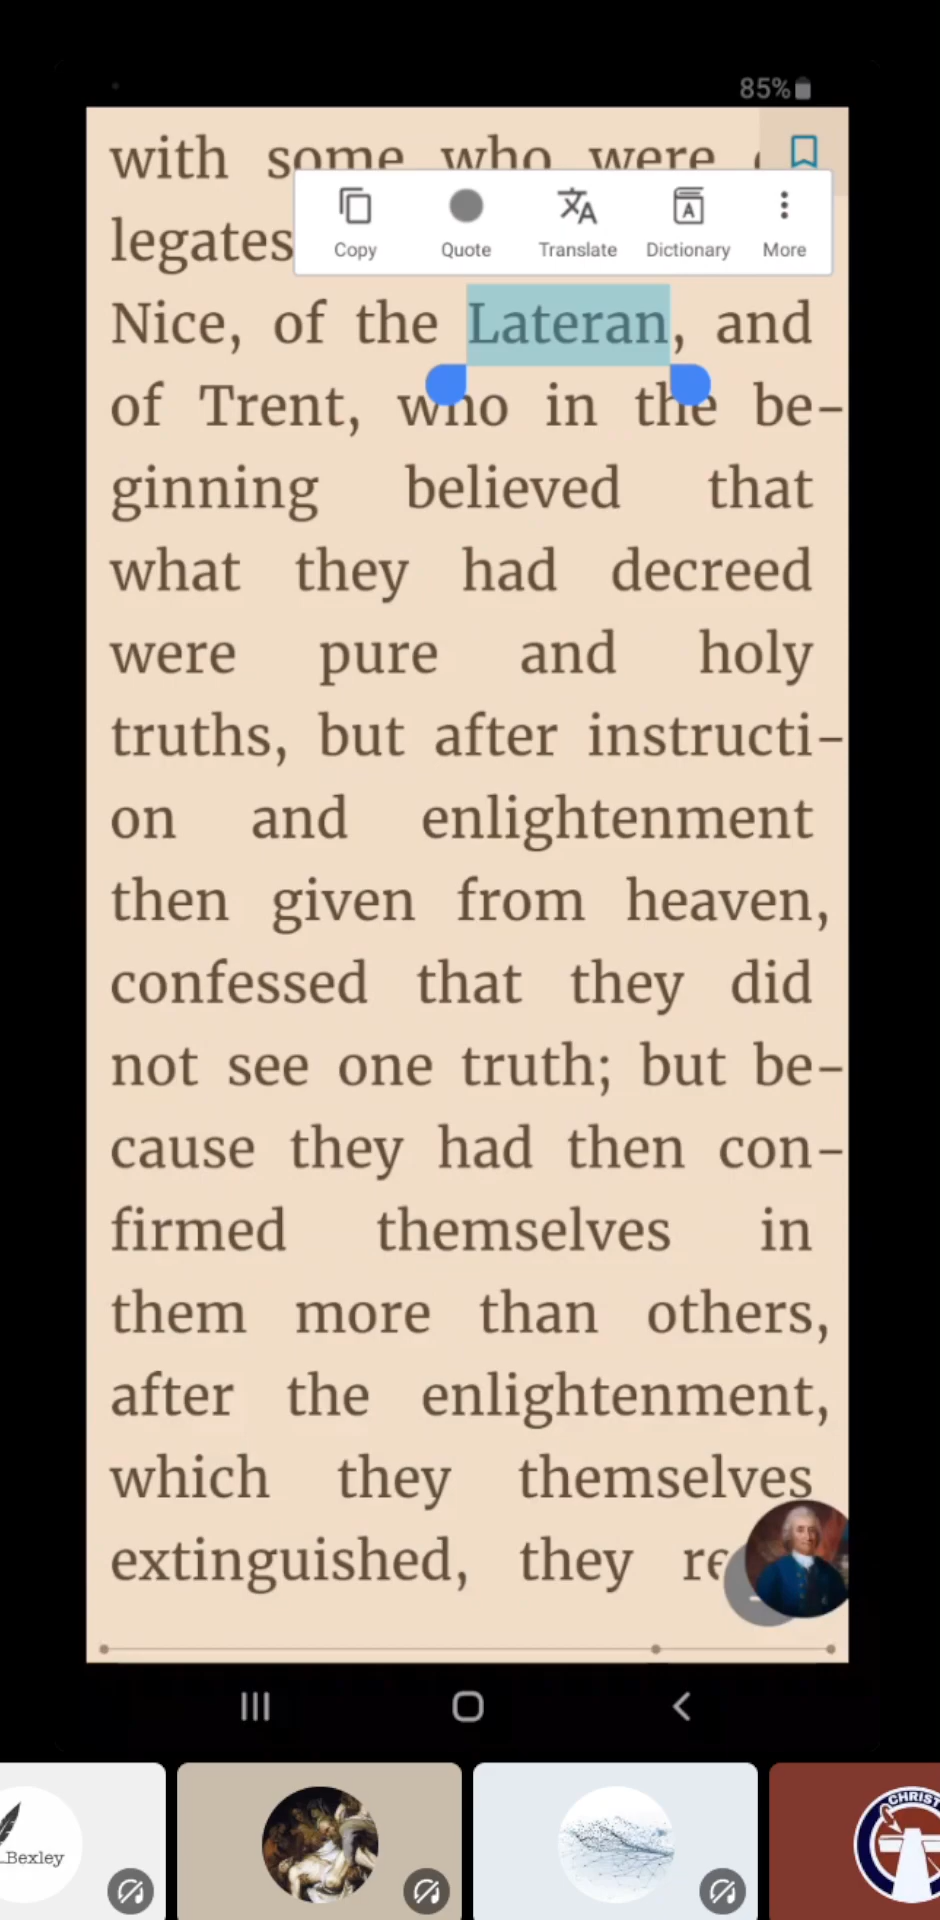 85%
with some who were
Copy Quote Translate Dictionary More
legates
Nice, of the Lateran, and
of Trent, who in the be-
ginning believed that
what they had decreed
were pure and holy
truths, but after instructi-
on and enlightenment
then given from heaven,
confessed that they did
not see one truth; but be-
cause they had then con-
firmed themselves in
them more than others,
after the enlightenment,
which they themselves
extinguished, they
Bexley
CHRIST